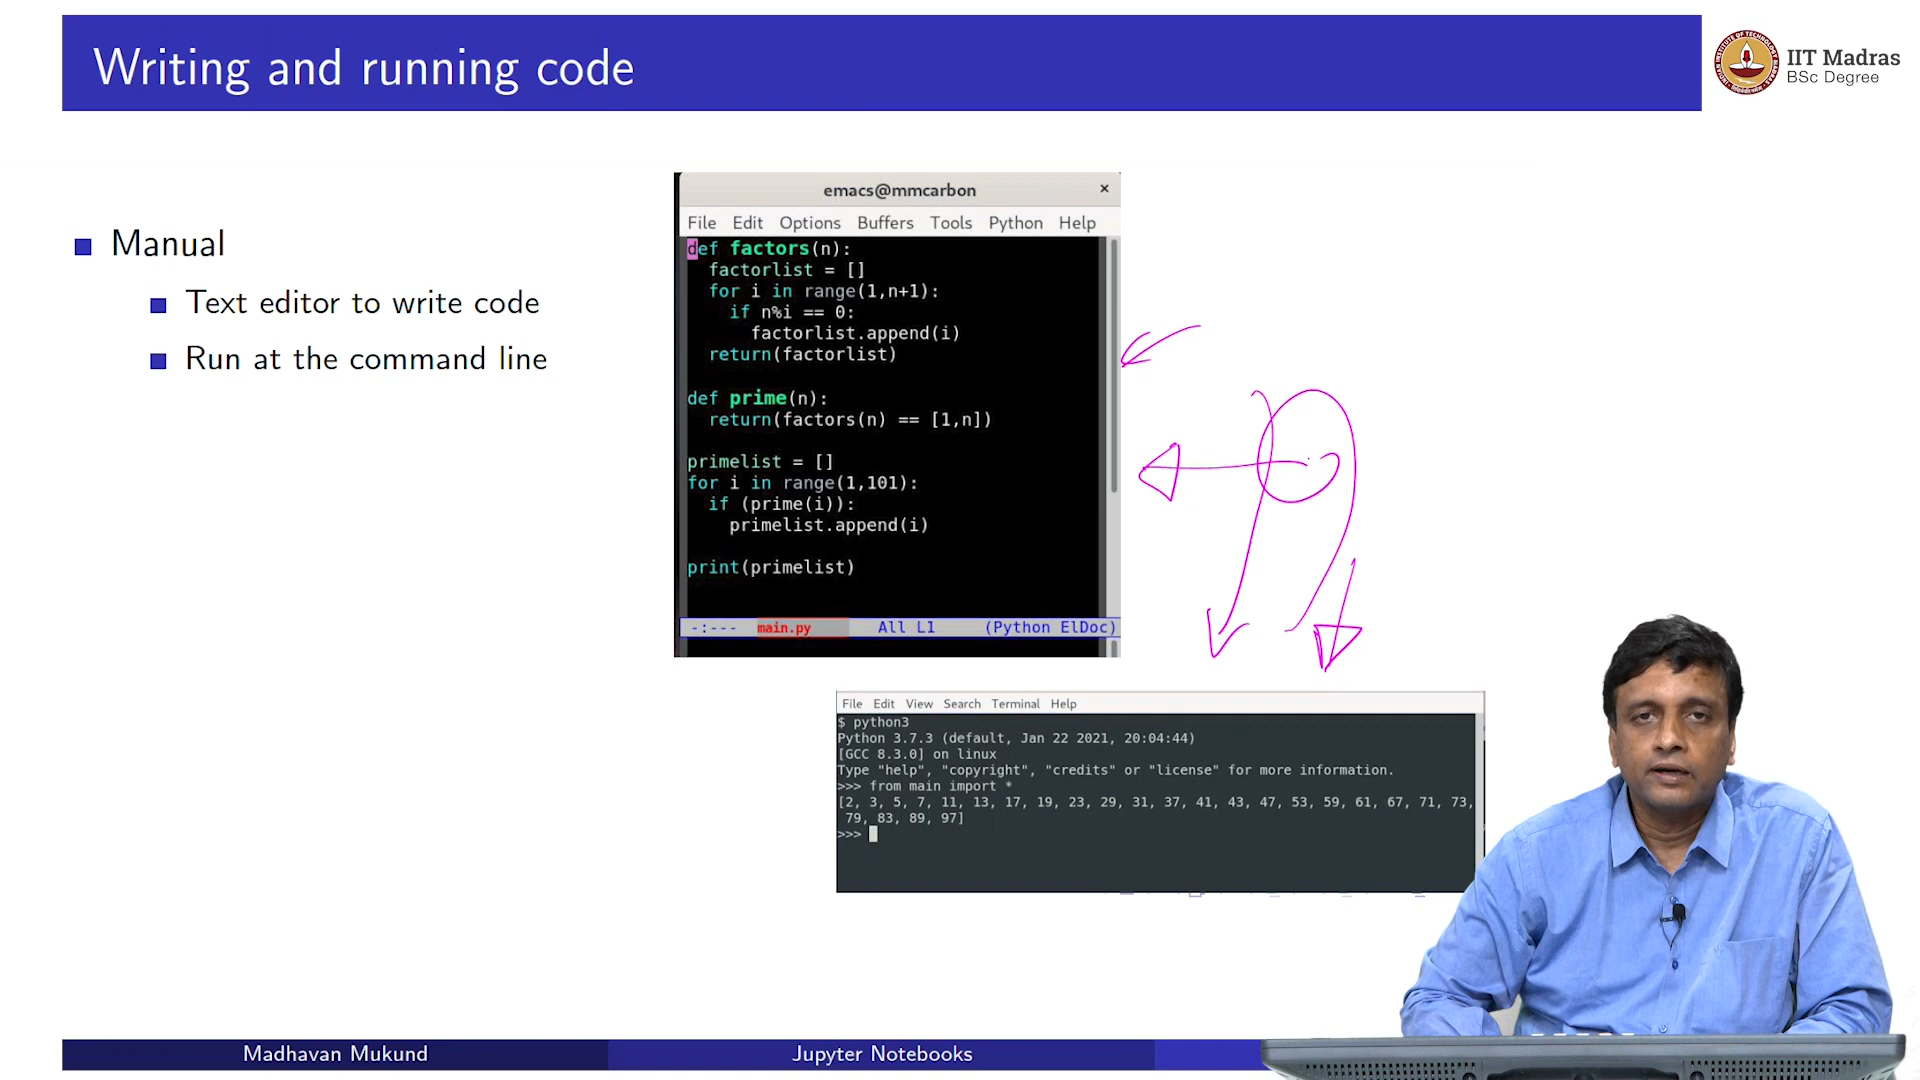 Writing and running code
IIT Madras
BSc Degree
Manual
Text editor to write code
Run at the command line
emacs@mmcarbon ×
File Edit Options Buffers Tools Python Help
def factors(n):
  factorlist = []
  for i in range(1,n+1):
    if n%i == 0:
      factorlist.append(i)
  return(factorlist)
def prime(n):
  return(factors(n) == [1,n])
primelist = []
for i in range(1,101):
  if (prime(i)):
    primelist.append(i)
print(primelist)
-:--- main.py All L1 (Python ElDoc)
File Edit View Search Terminal Help
$ python3
Python 3.7.3 (default, Jan 22 2021, 20:04:44)
[GCC 8.3.0] on linux
Type "help", "copyright", "credits" or "license" for more information.
>>> from main import *
[2, 3, 5, 7, 11, 13, 17, 19, 23, 29, 31, 37, 41, 43, 47, 53, 59, 61, 67, 71, 73,
 79, 83, 89, 97]
>>>
Madhavan Mukund Jupyter Notebooks